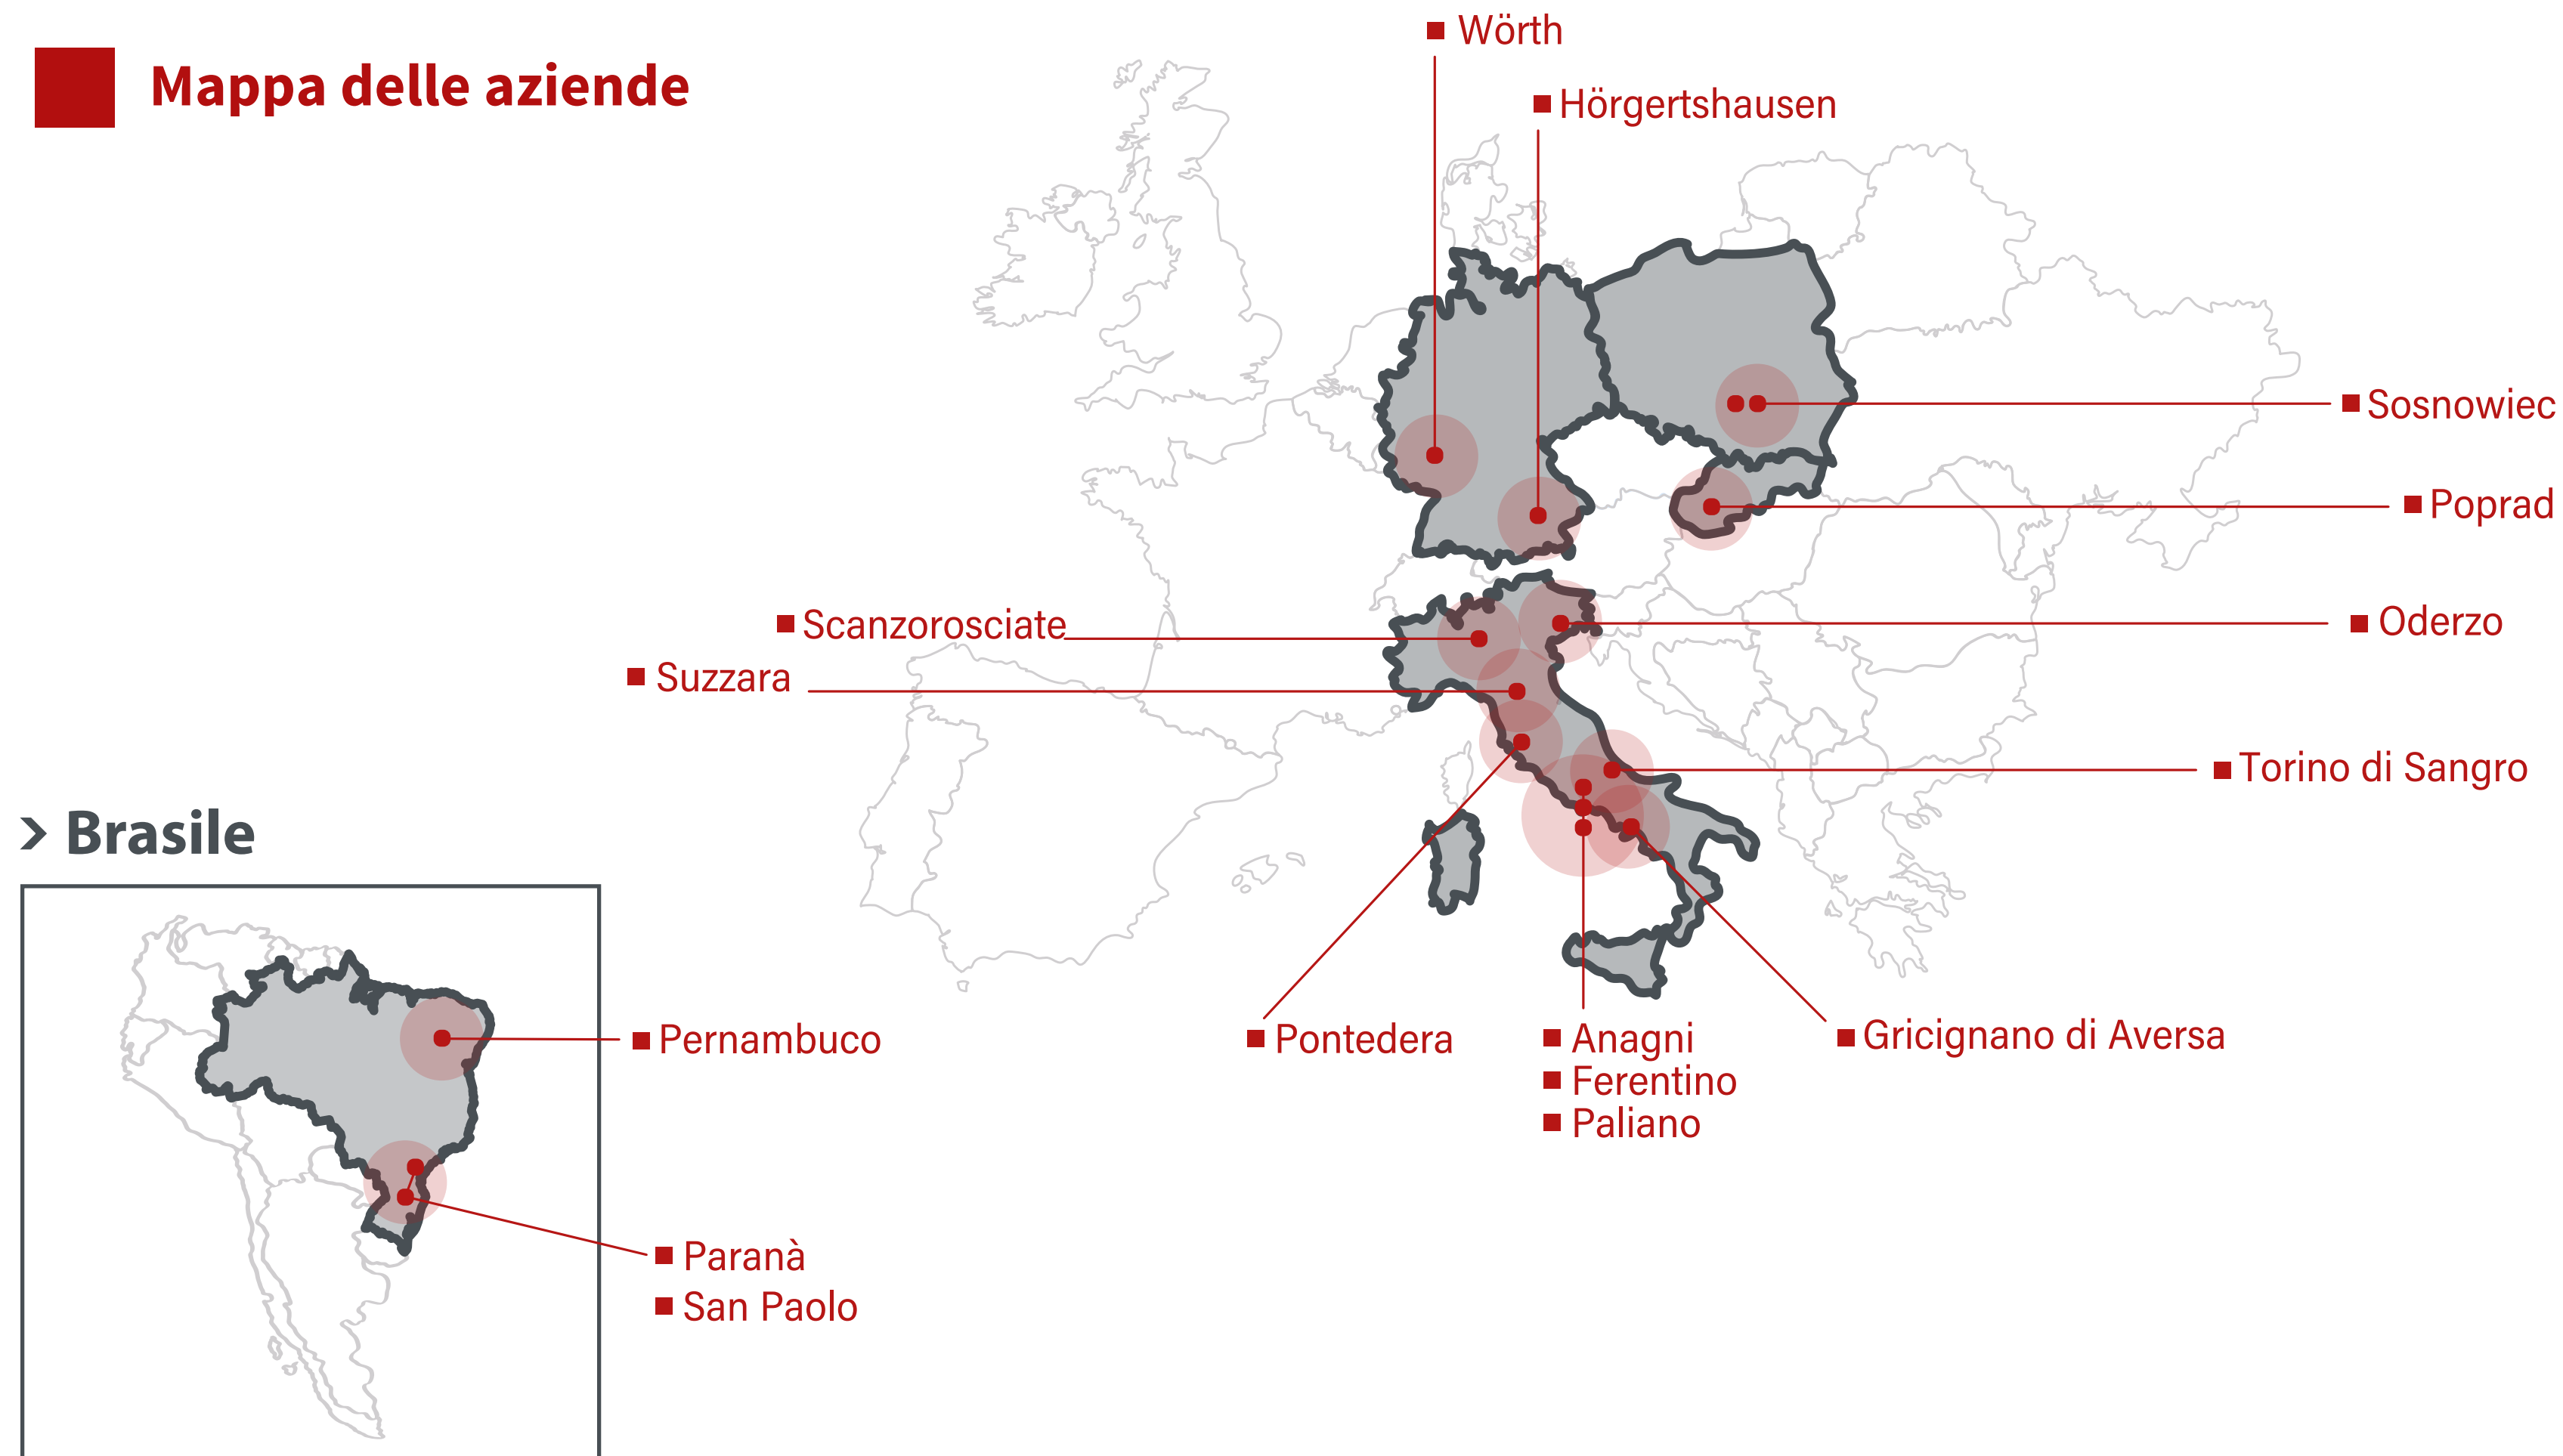 Mappa delle aziende
Wörth
Hörgertshausen
Sosnowiec
Poprad
Scanzorosciate
Oderzo
Suzzara
Torino di Sangro
> Brasile
Pernambuco
Pontedera
Anagni
Ferentino
Paliano
Gricignano di Aversa
Paranà
San Paolo